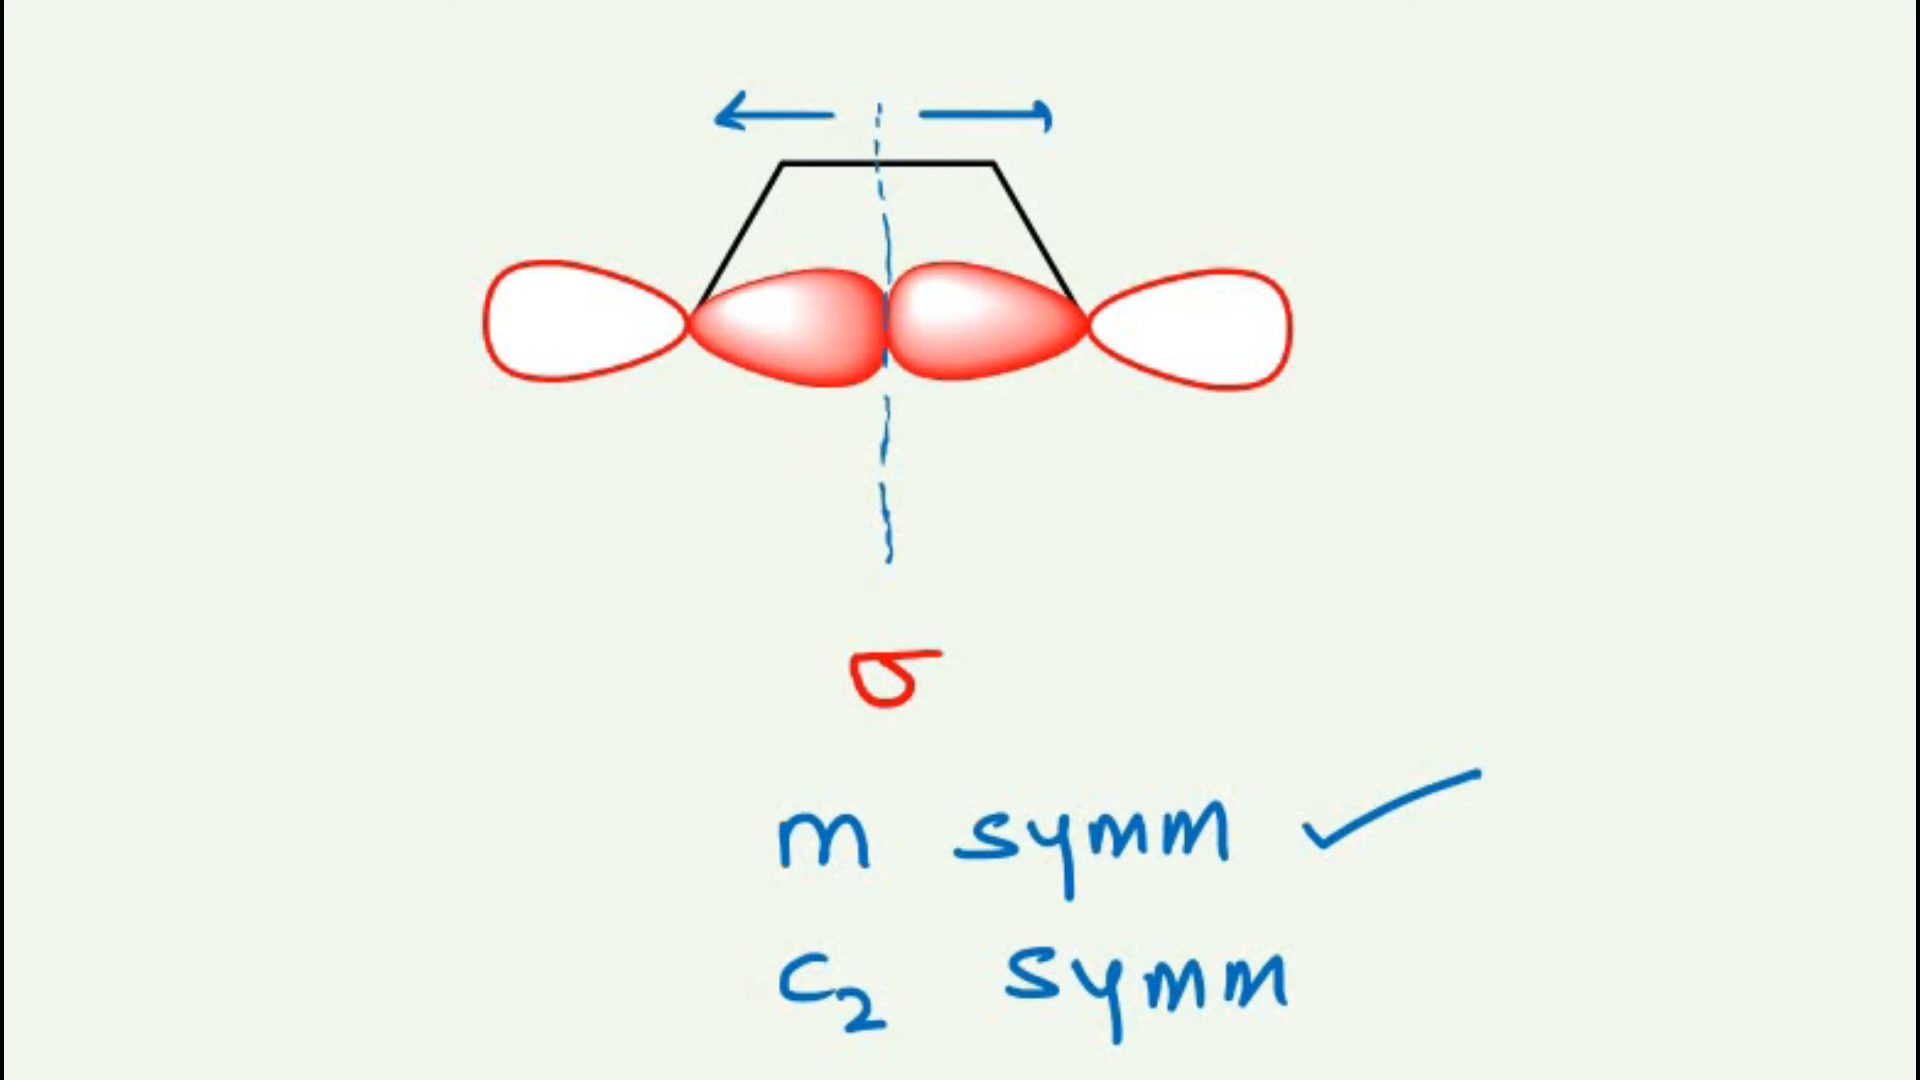 σ
m symm ✓
C₂ symm